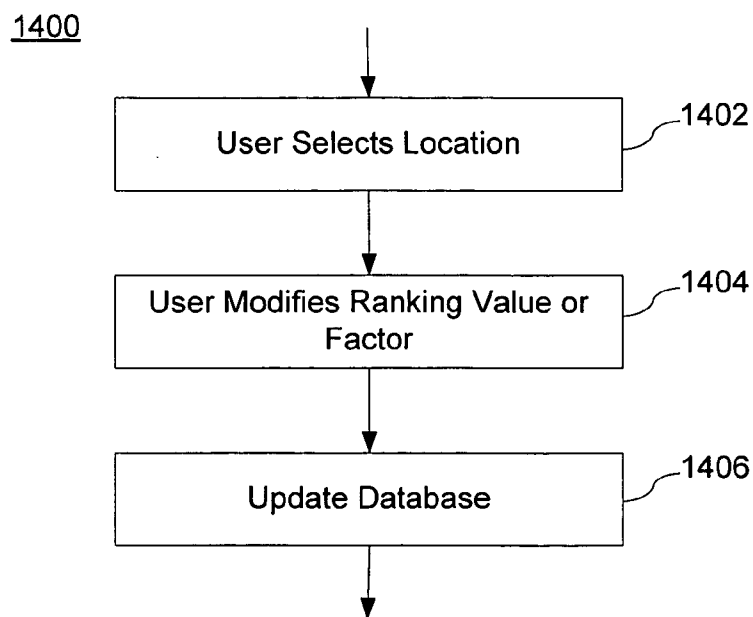 1400
User Selects Location
1402
User Modifies Ranking Value or
Factor
1404
Update Database
1406